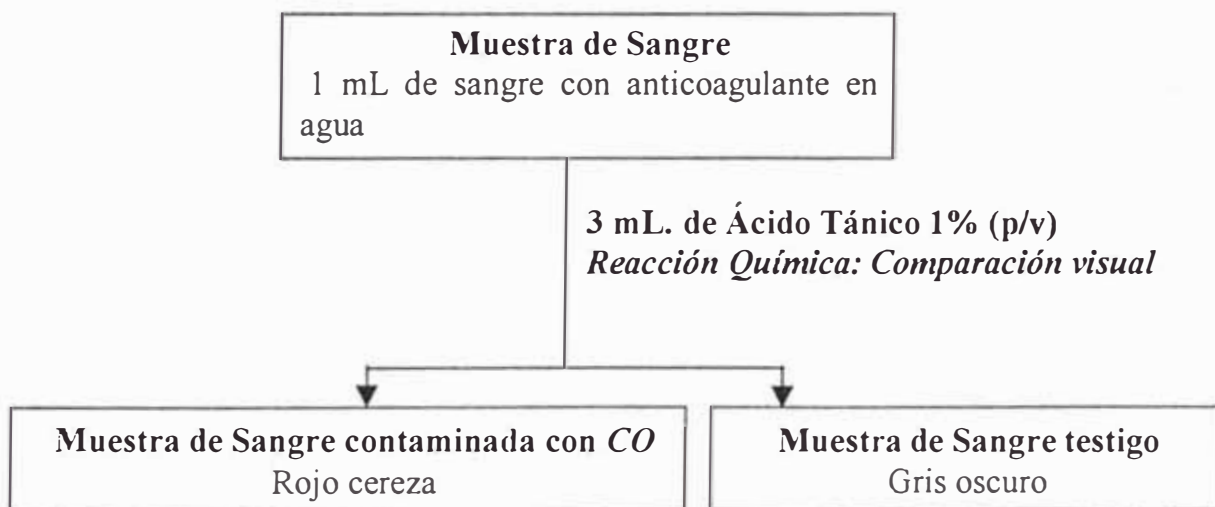 Muestra de Sangre
1 mL de sangre con anticoagulante en
agua
3 mL. de Ácido Tánico 1% (p/v)
Reacción Química: Comparación visual
Muestra de Sangre contaminada con CO
Rojo cereza
Muestra de Sangre testigo
Gris oscuro